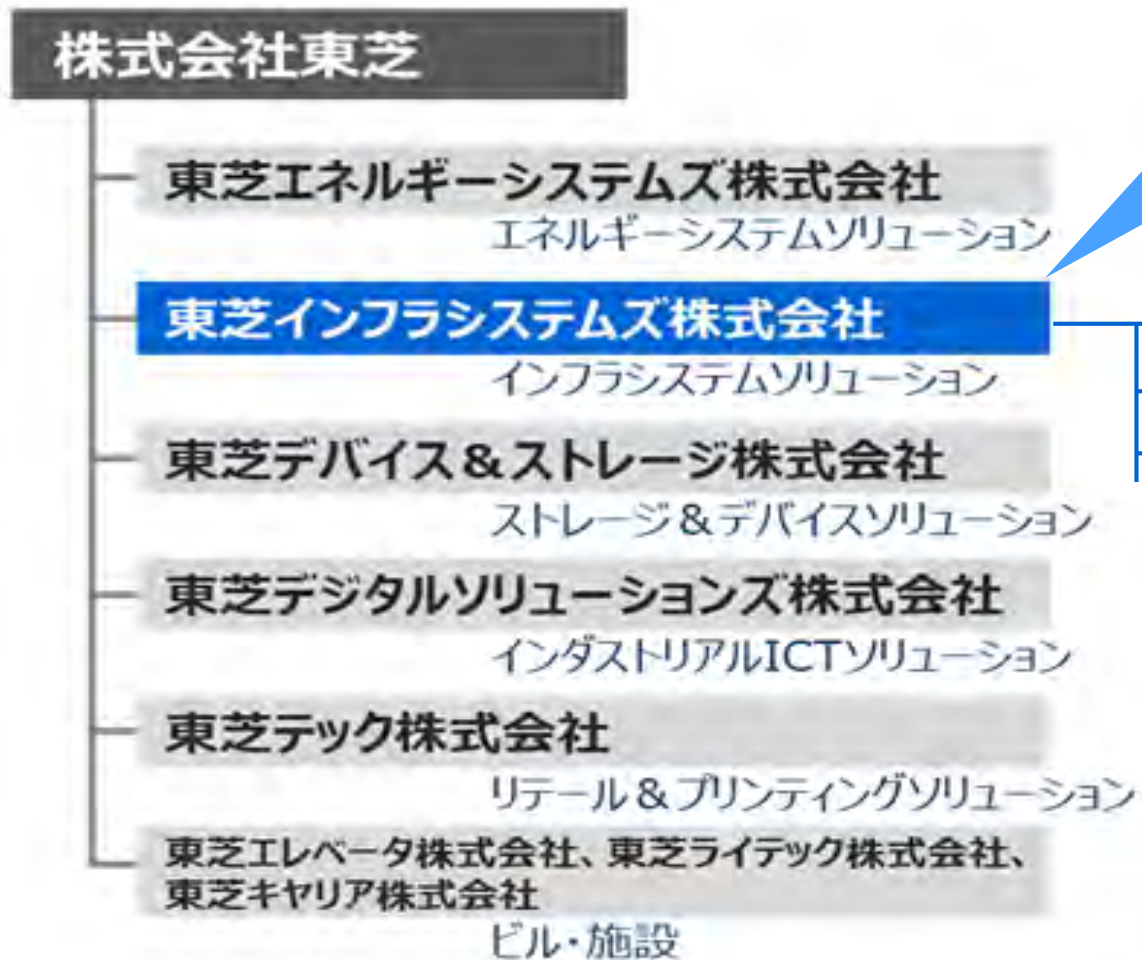 株式会社東芝
東芝エネルギーシステムズ株式会社
エネルギーシステムソリューション
東芝インフラシステムズ株式会社
インフラシステムソリューション
東芝デバイス&ストレージ株式会社
ストレージ&デバイスソリューション
東芝デジタルソリューションズ株式会社
インダストリアルICTソリューション
東芝テック株式会社
リテール&プリンティングソリューション
東芝エレベータ株式会社、東芝ライテック株式会社、
東芝キヤリア株式会社
ビル・施設